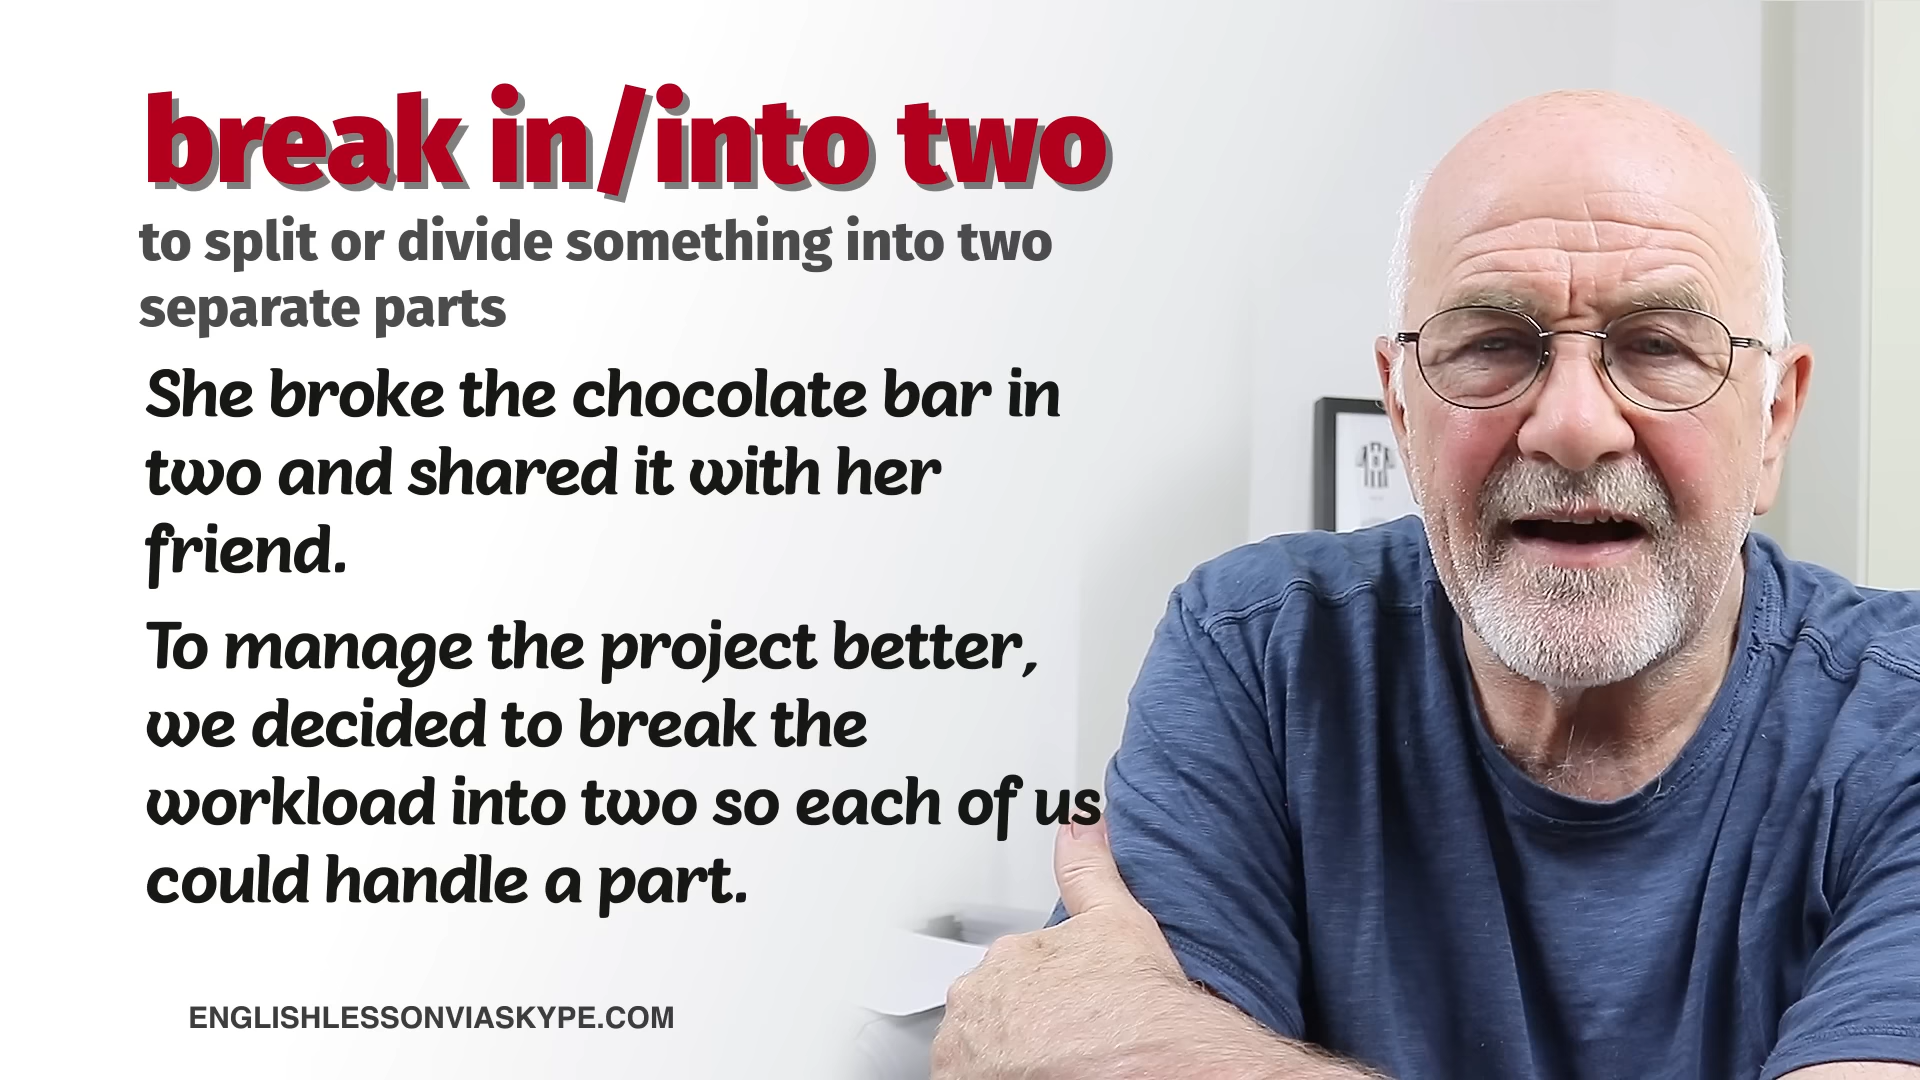 break in/into two
to split or divide something into two
separate parts
She broke the chocolate bar in
two and shared it with her
friend.
To manage the project better,
we decided to break the
workload into two so each of us
could handle a part.
ENGLISHLESSONVIASKYPE.COM